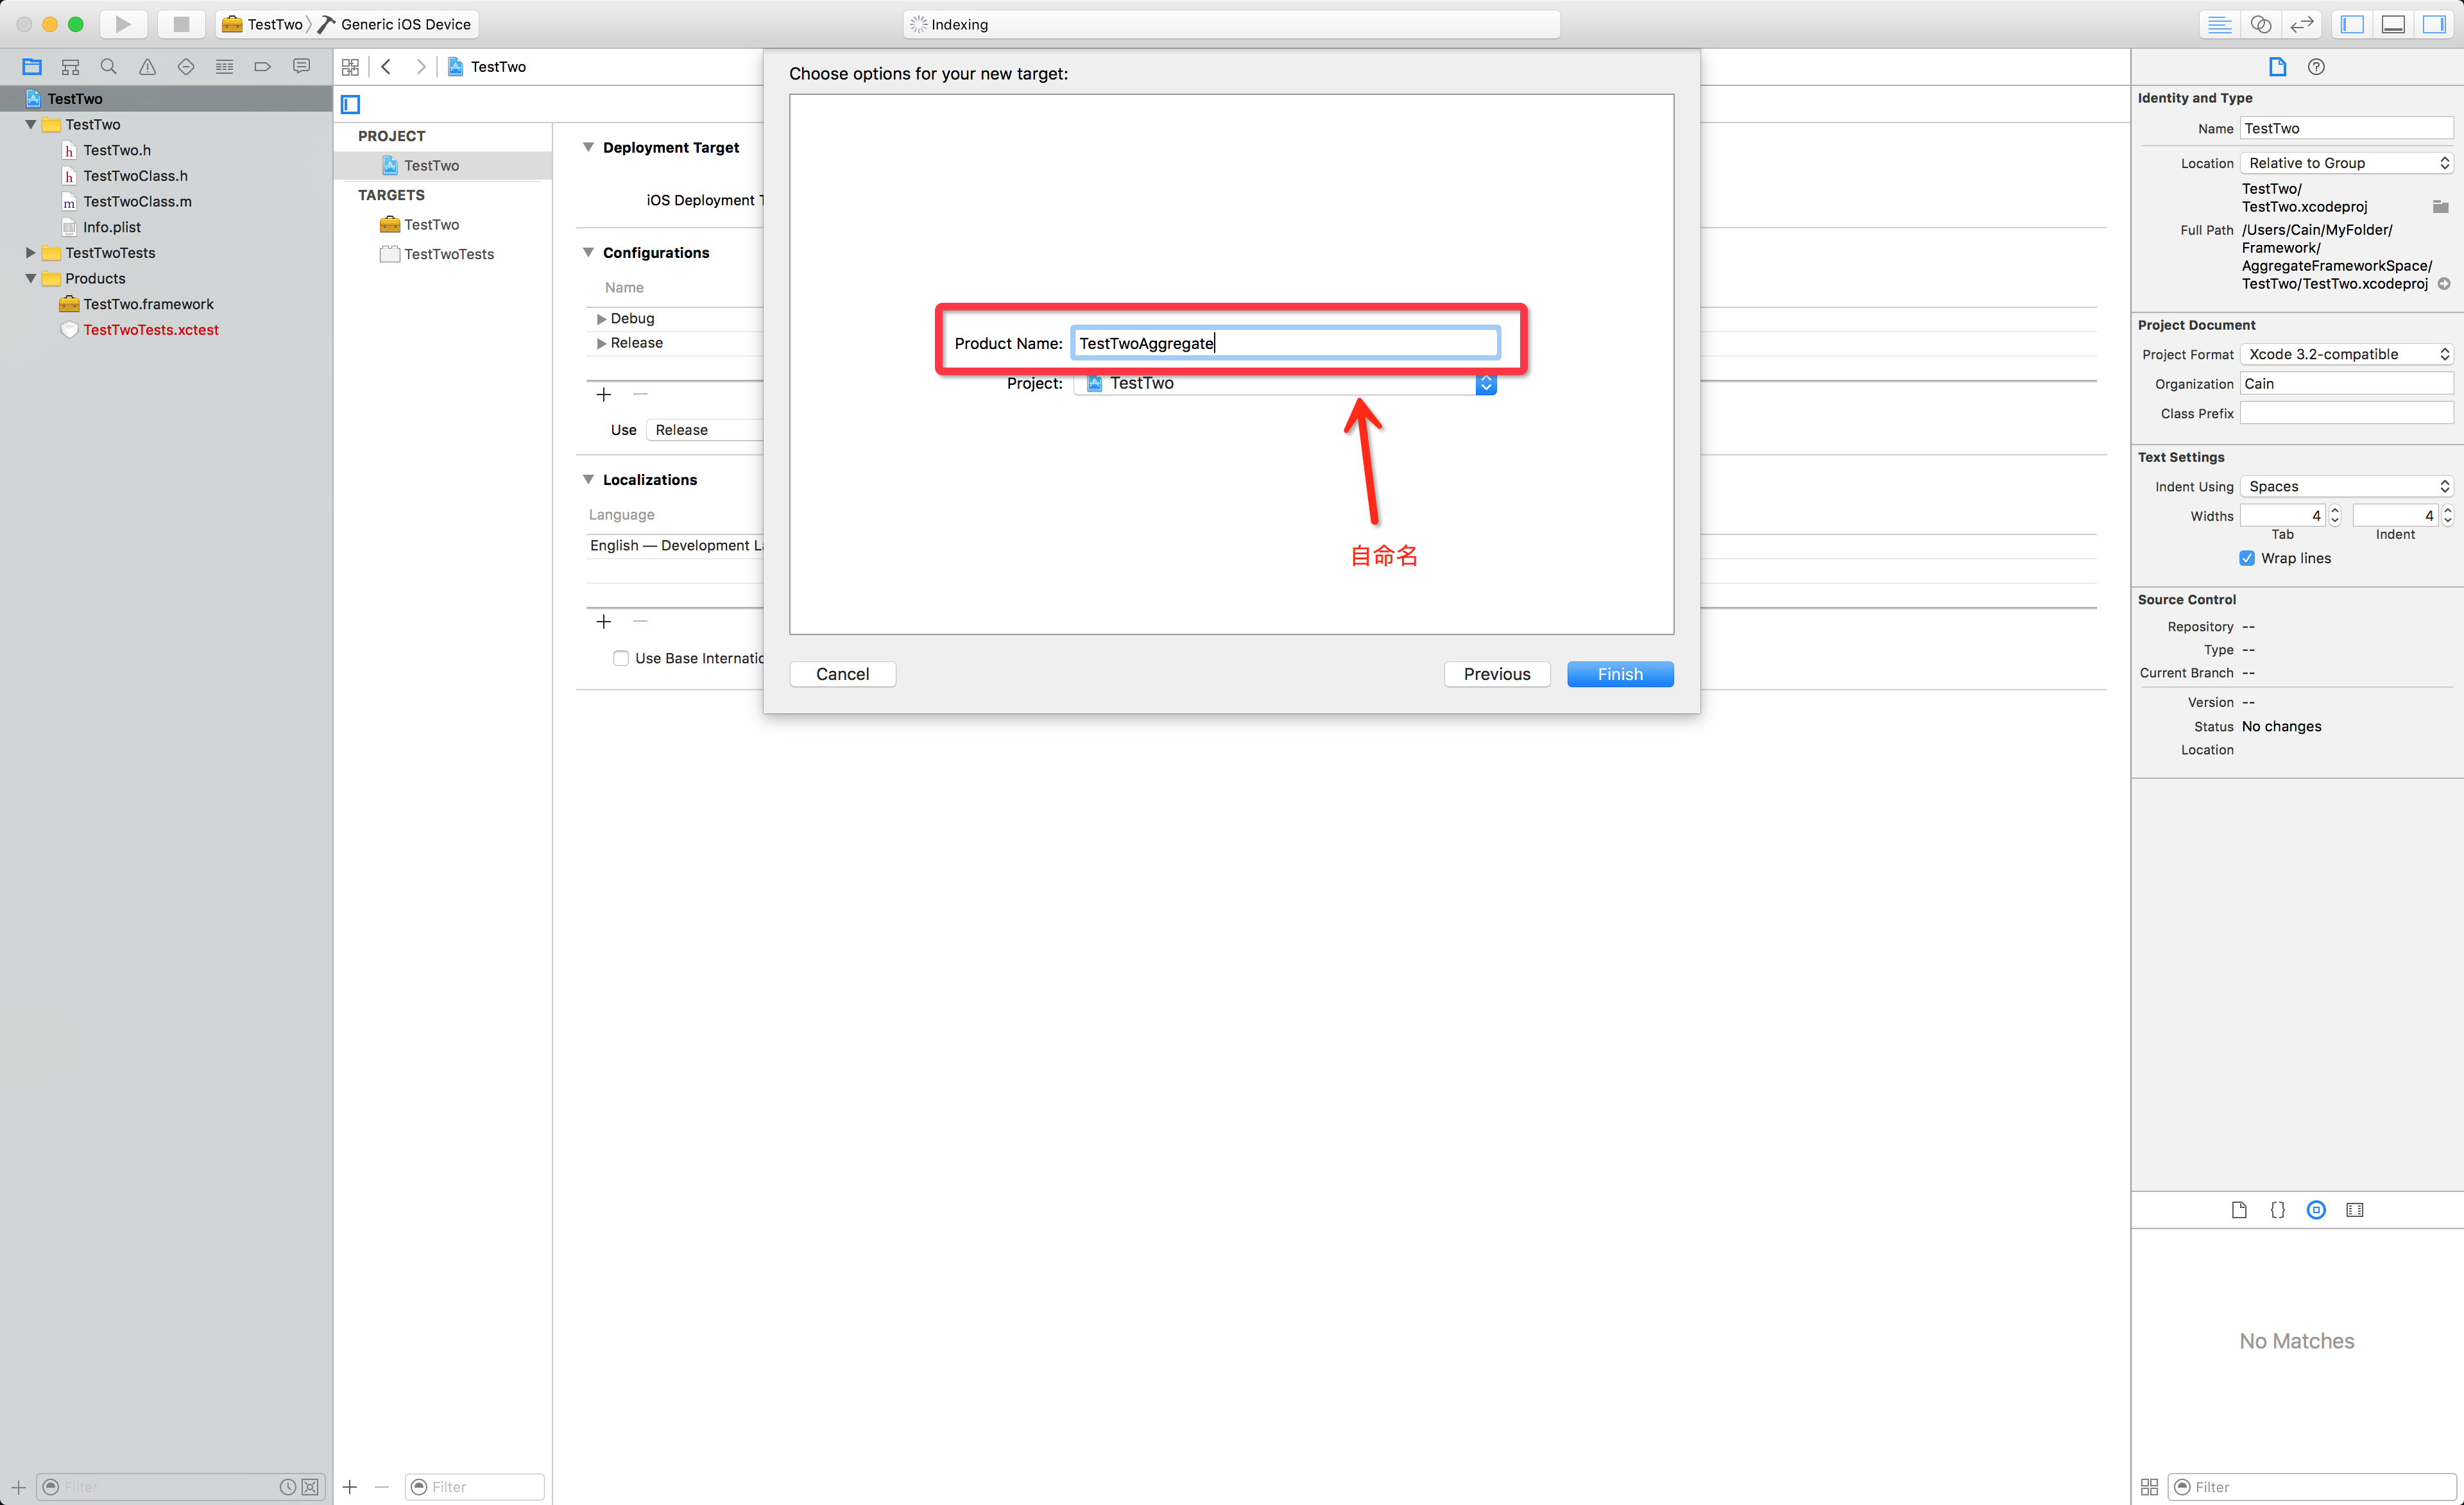 TestTwo
Generic iOS Device
Indexing
TestTwo
TestTwo
TestTwo
TestTwo.h
TestTwoClass.h
TestTwoClass.m
Info.plist
TestTwoTests
Products
TestTwo.framework
TestTwoTests.xctest
Filter
PROJECT
TestTwo
TARGETS
TestTwo
TestTwoTests
Filter
Deployment Target
iOS Deployment T
Configurations
Name
Debug
Release
Use Release
Localizations
Language
English — Development La
Use Base Internatio
Choose options for your new target:
Product Name: TestTwoAggregate
Project: TestTwo
自命名
Cancel
Previous
Finish
Identity and Type
Name TestTwo
Location Relative to Group
TestTwo/
TestTwo.xcodeproj
Full Path /Users/Cain/MyFolder/
Framework/
AggregateFrameworkSpace/
TestTwo/TestTwo.xcodeproj
Project Document
Project Format Xcode 3.2-compatible
Organization Cain
Class Prefix
Text Settings
Indent Using Spaces
Widths 4 4
Tab Indent
Wrap lines
Source Control
Repository --
Type --
Current Branch --
Version --
Status No changes
Location
No Matches
Filter